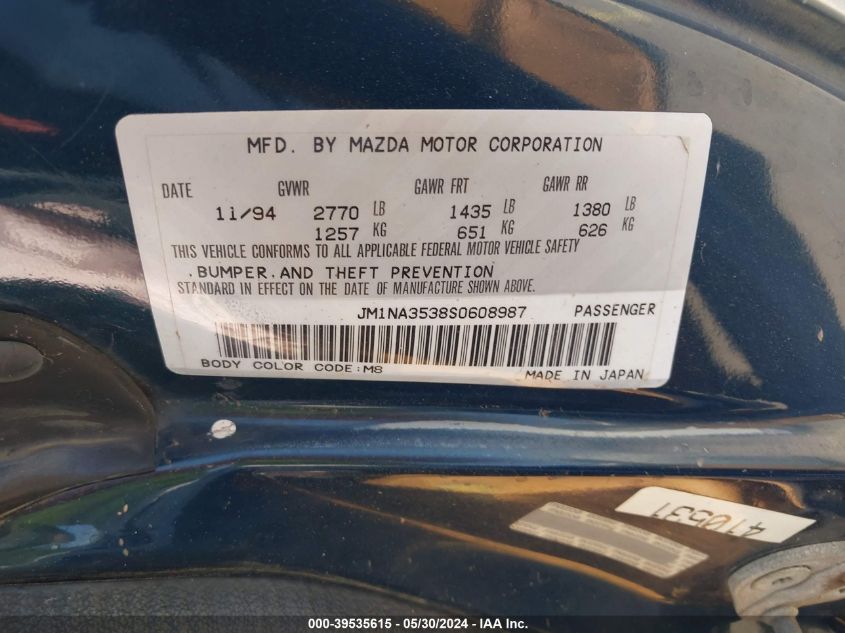 MFD. BY MAZDA MOTOR CORPORATION
DATE GVWR GAWR FRT GAWR RR
11/94 2770 LB 1435 LB 1380 LB
1257 KG 651 KG 626 KG
THIS VEHICLE CONFORMS TO ALL APPLICABLE FEDERAL MOTOR VEHICLE SAFETY
.BUMPER.AND THEFT PREVENTION
STANDARD IN EFFECT ON THE DATE OF MANUFACTURE SHOWN ABOVE.
JM1NA3538S0608987 PASSENGER
BODY COLOR CODE:M8 MADE IN JAPAN
410531
000-39535615 - 05/30/2024 - IAA Inc.